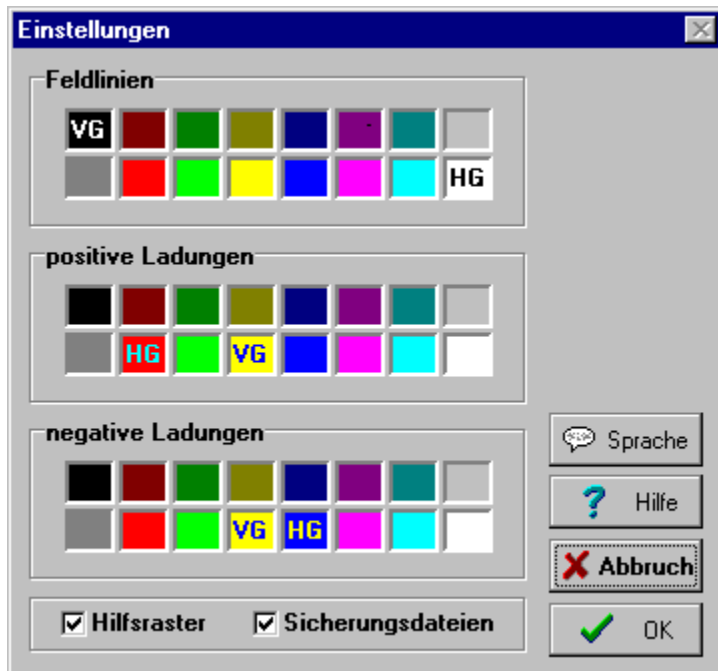 Einstellungen
Feldlinien
VG
HG
positive Ladungen
HG VG
negative Ladungen
VG HG
Sprache
Hilfe
Abbruch
OK
Hilfsraster Sicherungsdateien